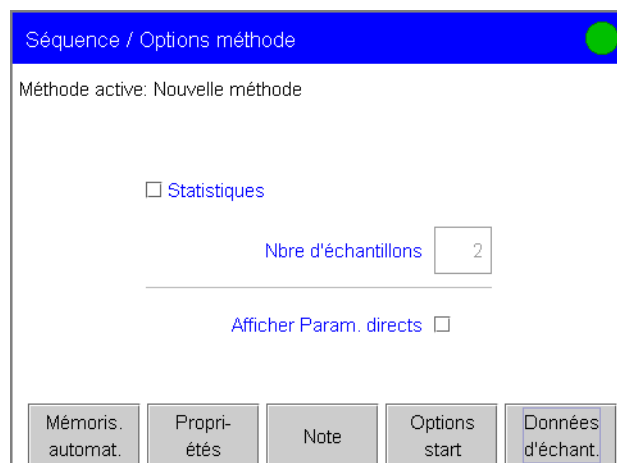 Séquence / Options méthode
Méthode active: Nouvelle méthode
Statistiques
Nbre d'échantillons 2
Afficher Param. directs
Mémoris. automat.
Propri- étés
Note
Options start
Données d'échant.